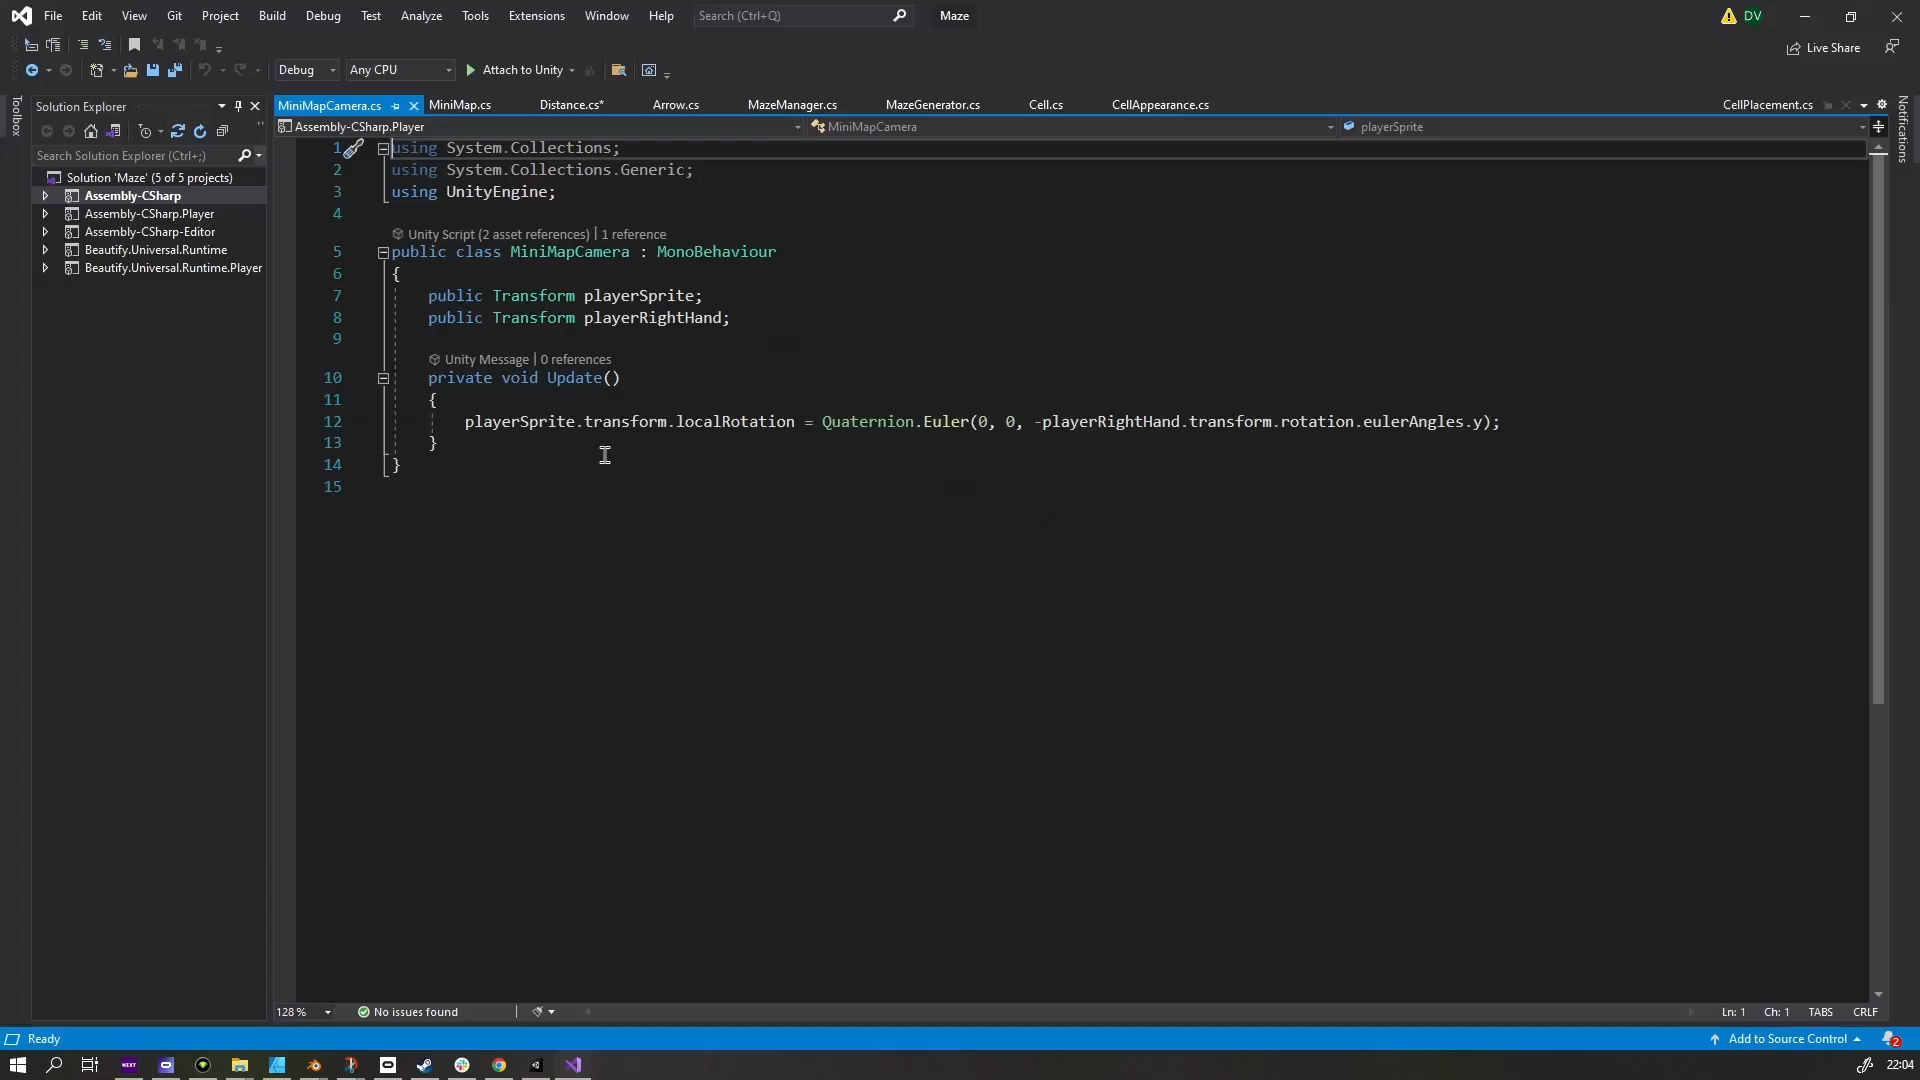 File Edit View Git Project Build Debug Test Analyze Tools Extensions Window Help Search (Ctrl+Q) Maze DV
Live Share
Debug Any CPU Attach to Unity
Toolbox
Solution Explorer
Search Solution Explorer (Ctrl+;)
Solution 'Maze' (5 of 5 projects)
Assembly-CSharp
Assembly-CSharp.Player
Assembly-CSharp-Editor
Beautify.Universal.Runtime
Beautify.Universal.Runtime.Player
MiniMapCamera.cs MiniMap.cs Distance.cs* Arrow.cs MazeManager.cs MazeGenerator.cs Cell.cs CellAppearance.cs CellPlacement.cs
Notifications
Assembly-CSharp.Player MiniMapCamera playerSprite
1 using System.Collections;
2 using System.Collections.Generic;
3 using UnityEngine;
4
Unity Script (2 asset references) | 1 reference
5 public class MiniMapCamera : MonoBehaviour
6 {
7 public Transform playerSprite;
8 public Transform playerRightHand;
9
Unity Message | 0 references
10 private void Update()
11 {
12 playerSprite.transform.localRotation = Quaternion.Euler(0, 0, -playerRightHand.transform.rotation.eulerAngles.y);
13 }
14 }
15
128 % No issues found Ln: 1 Ch: 1 TABS CRLF
Ready Add to Source Control 2
NEXT 22:04